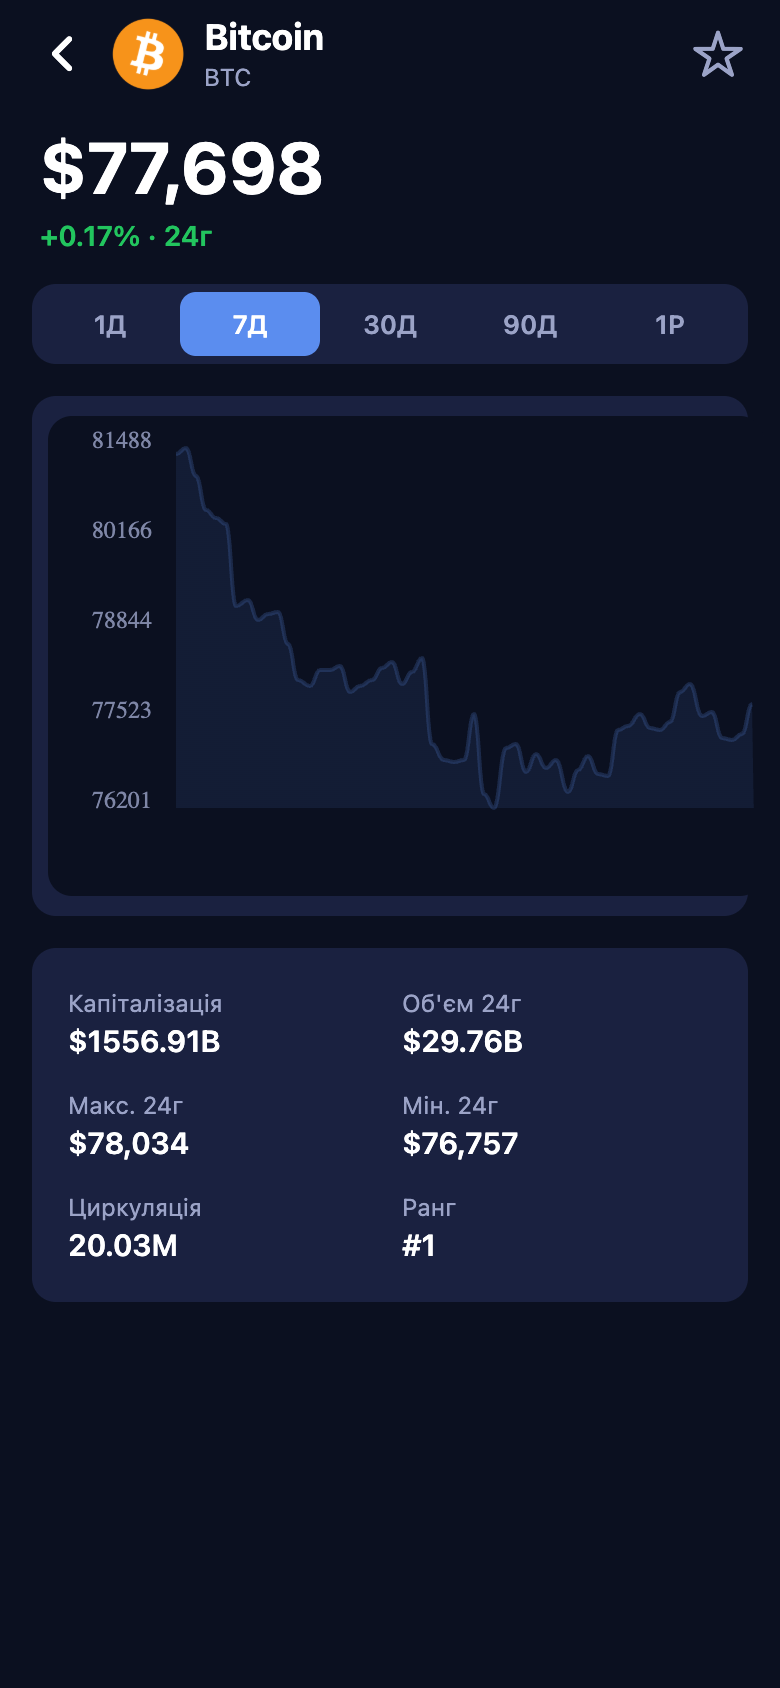 Bitcoin
BTC
$77,698
+0.17% · 24г
1Д 7Д 30Д 90Д 1Р
81488
80166
78844
77523
76201
Капіталізація Об'єм 24г
$1556.91B $29.76B
Макс. 24г Мін. 24г
$78,034 $76,757
Циркуляція Ранг
20.03M #1